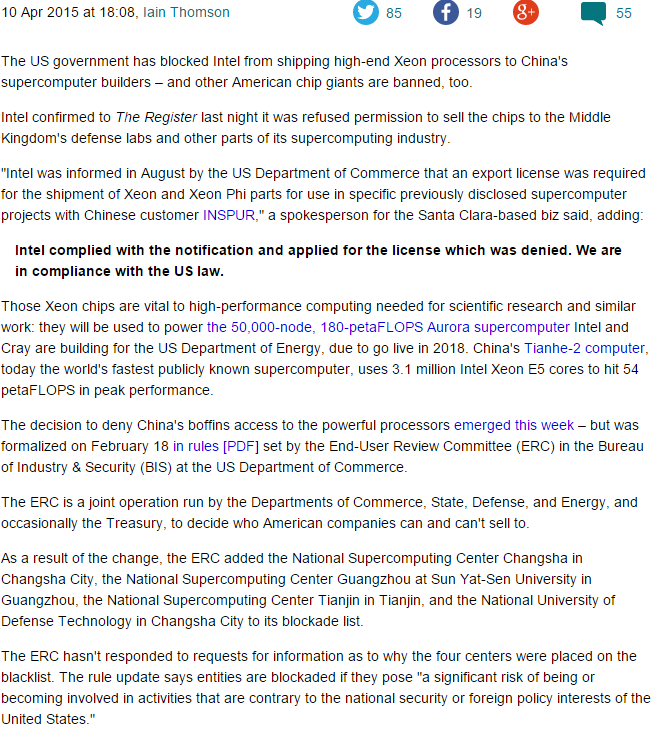 10 Apr 2015 at 18:08, Iain Thomson 85 19 8+ 55
The US government has blocked Intel from shipping high-end Xeon processors to China's
supercomputer builders – and other American chip giants are banned, too.
Intel confirmed to The Register last night it was refused permission to sell the chips to the Middle
Kingdom's defense labs and other parts of its supercomputing industry.
"Intel was informed in August by the US Department of Commerce that an export license was required
for the shipment of Xeon and Xeon Phi parts for use in specific previously disclosed supercomputer
projects with Chinese customer INSPUR," a spokesperson for the Santa Clara-based biz said, adding:
Intel complied with the notification and applied for the license which was denied. We are
in compliance with the US law.
Those Xeon chips are vital to high-performance computing needed for scientific research and similar
work: they will be used to power the 50,000-node, 180-petaFLOPS Aurora supercomputer Intel and
Cray are building for the US Department of Energy, due to go live in 2018. China's Tianhe-2 computer,
today the world's fastest publicly known supercomputer, uses 3.1 million Intel Xeon E5 cores to hit 54
petaFLOPS in peak performance.
The decision to deny China's boffins access to the powerful processors emerged this week – but was
formalized on February 18 in rules [PDF] set by the End-User Review Committee (ERC) in the Bureau
of Industry & Security (BIS) at the US Department of Commerce.
The ERC is a joint operation run by the Departments of Commerce, State, Defense, and Energy, and
occasionally the Treasury, to decide who American companies can and can't sell to.
As a result of the change, the ERC added the National Supercomputing Center Changsha in
Changsha City, the National Supercomputing Center Guangzhou at Sun Yat-Sen University in
Guangzhou, the National Supercomputing Center Tianjin in Tianjin, and the National University of
Defense Technology in Changsha City to its blockade list.
The ERC hasn't responded to requests for information as to why the four centers were placed on the
blacklist. The rule update says entities are blockaded if they pose "a significant risk of being or
becoming involved in activities that are contrary to the national security or foreign policy interests of the
United States."